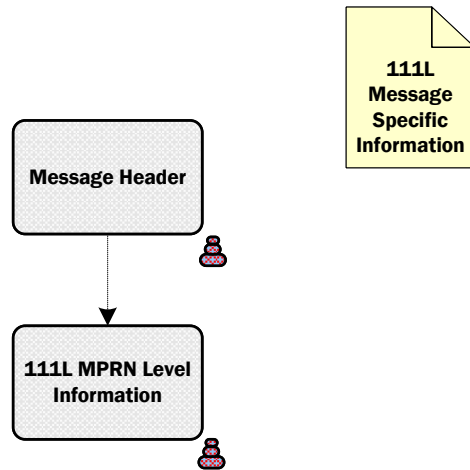 111L
Message
Specific
Information
Message Header
111L MPRN Level
Information